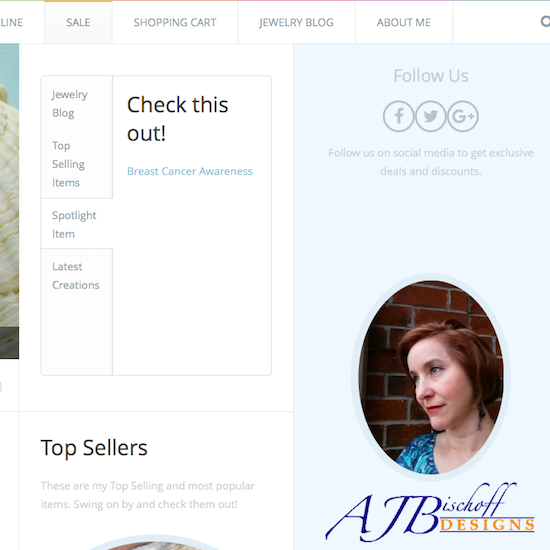 LINE
SALE
SHOPPING CART
JEWELRY BLOG
ABOUT ME
Jewelry
Blog
Top
Selling
Items
Spotlight
Item
Latest
Creations
Check this
out!
Breast Cancer Awareness
Top Sellers
These are my Top Selling and most popular
items. Swing on by and check them out!
Follow Us
f G+
Follow us on social media to get exclusive
deals and discounts.
AJBischoff
DESIGNS